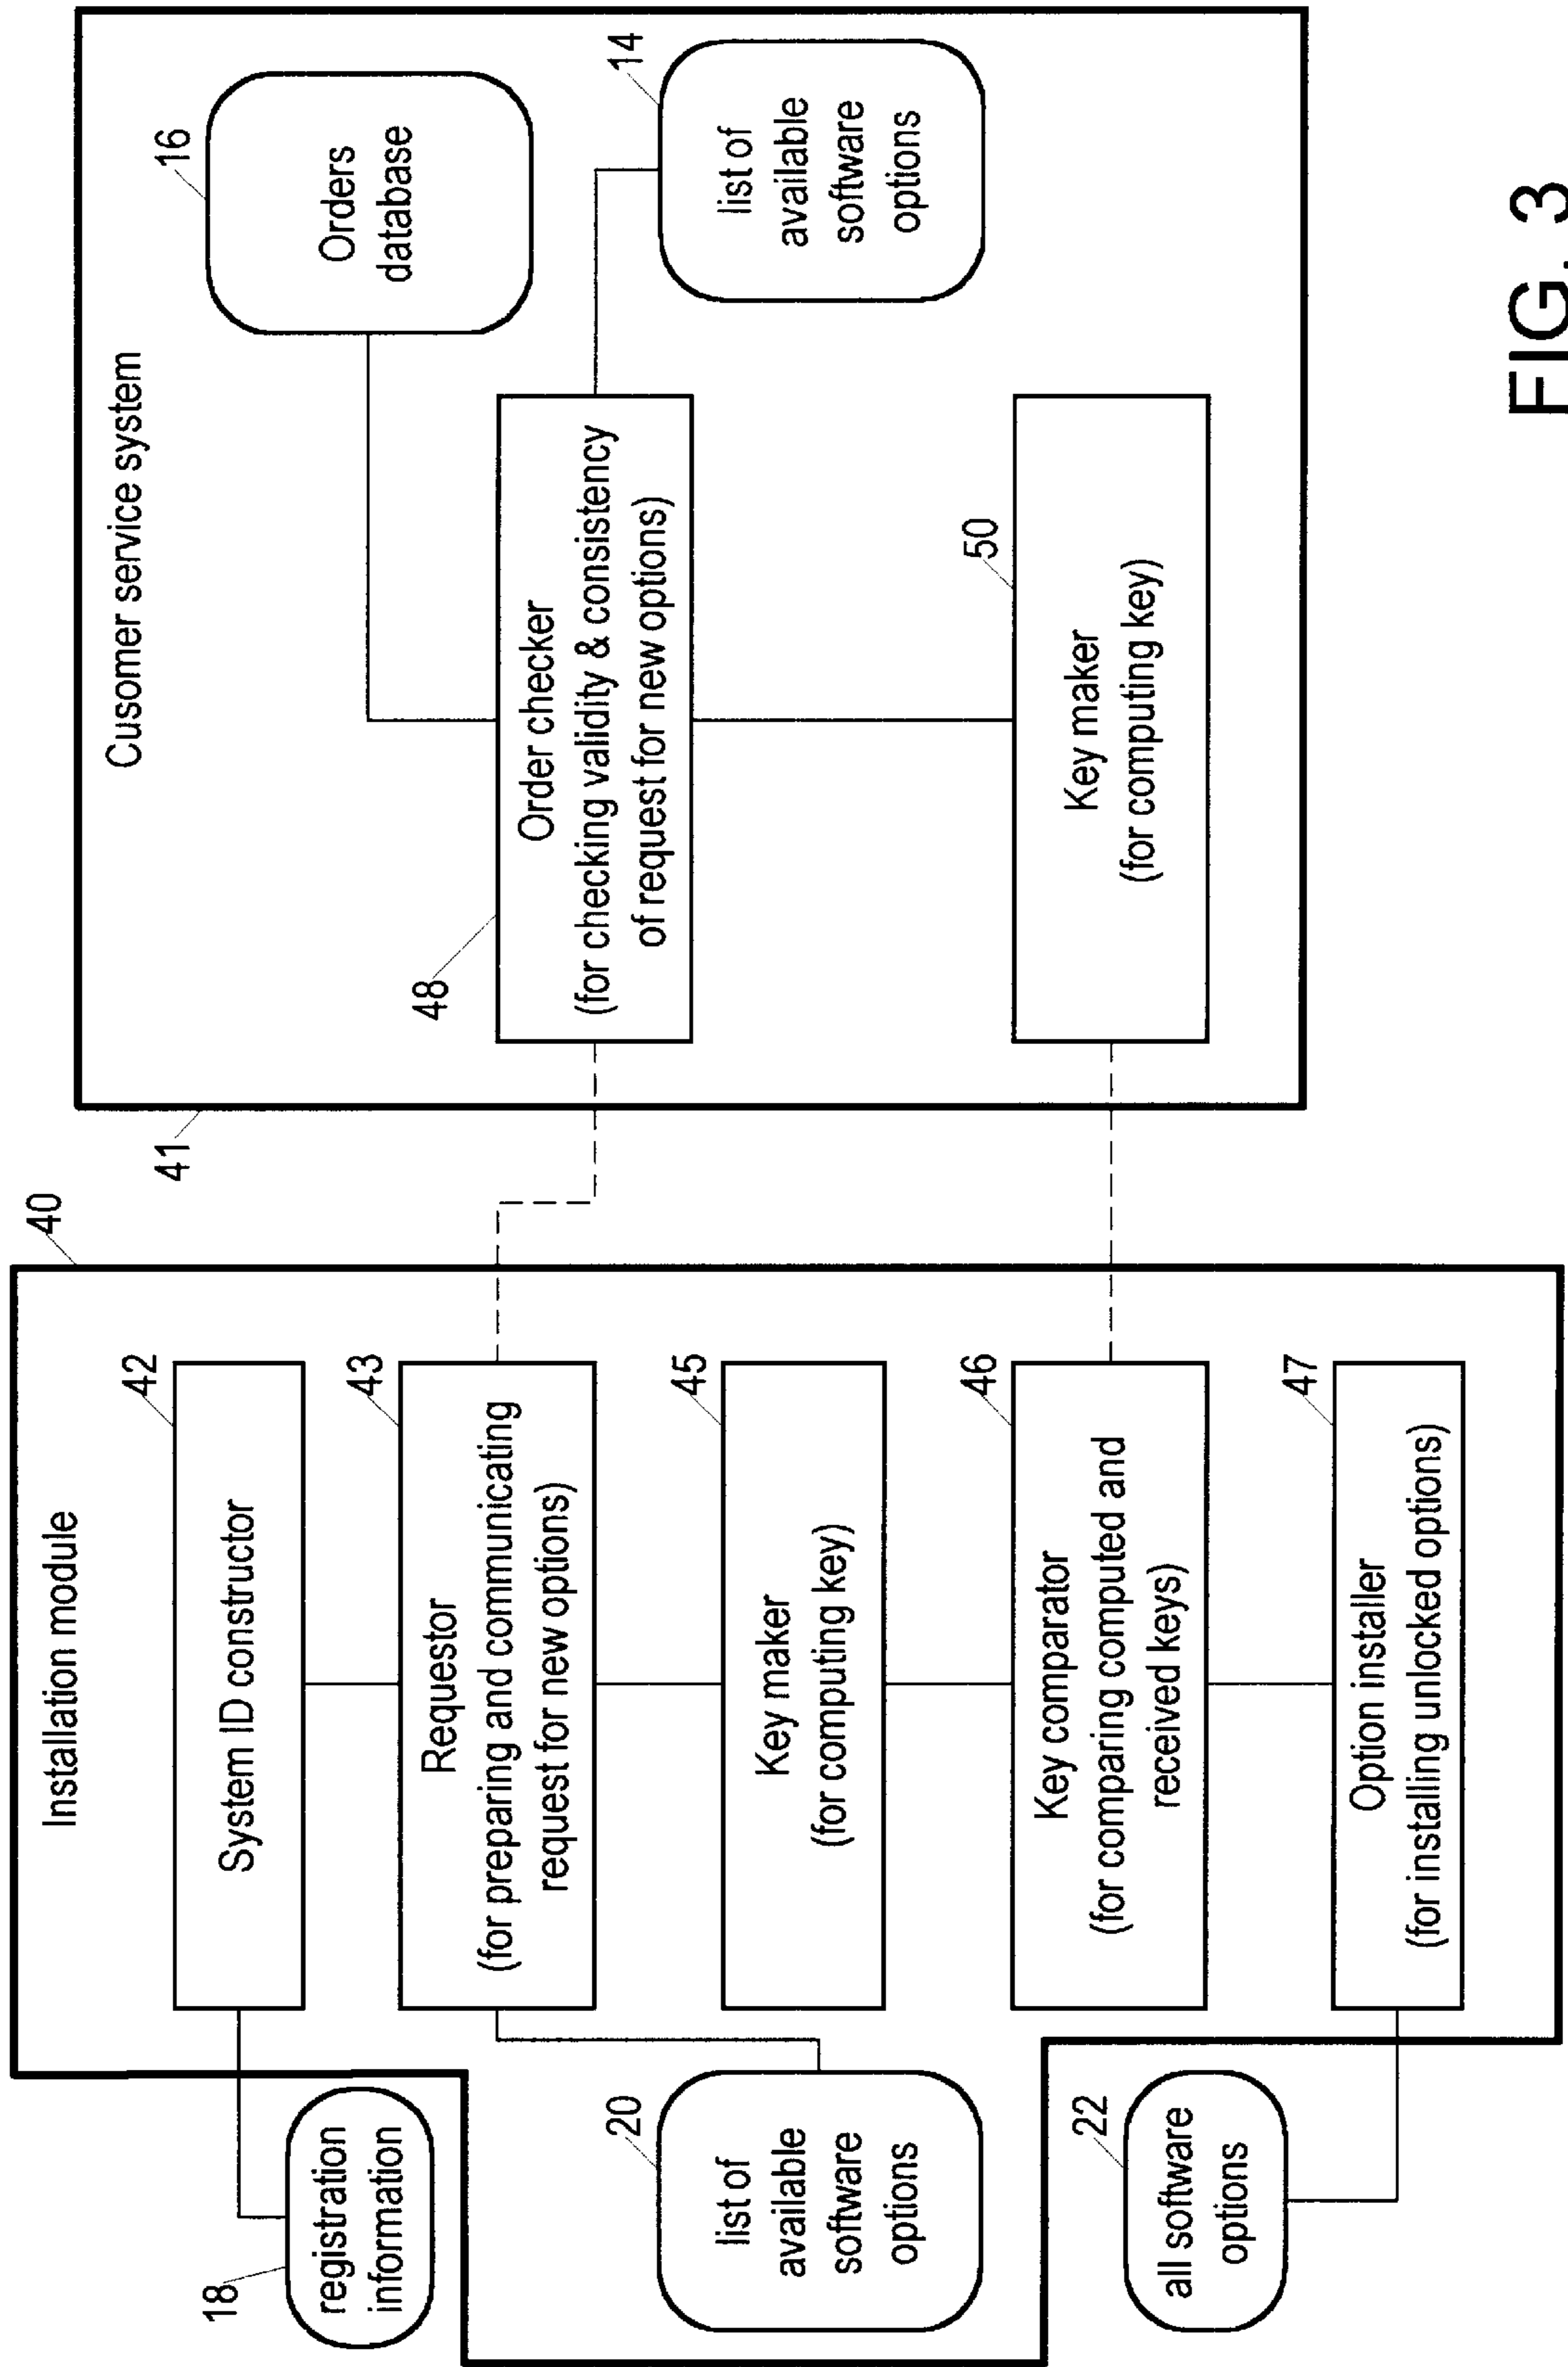 40
Installation module
42
System ID constructor
18
registration
information
43
Requestor
(for preparing and communicating
request for new options)
20
list of
available
software
options
45
Key maker
(for computing key)
46
Key comparator
(for comparing computed and
received keys)
47
Option installer
(for installing unlocked options)
22
all software
options
41
Cusomer service system
16
Orders
database
48
Order checker
(for checking validity & consistency
of request for new options)
14
list of
available
software
options
50
Key maker
(for computing key)
FIG. 3